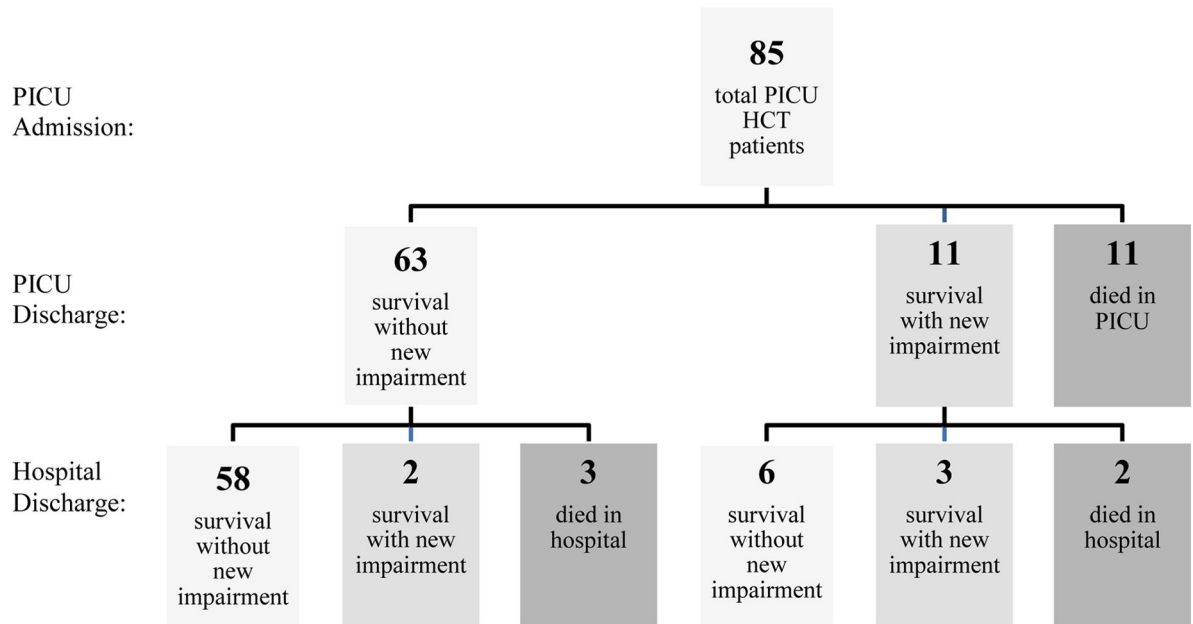 85
total PICU
HCT
patients
PICU
Admission:
63
survival
without
new
impairment
11
survival
with new
impairment
11
died in
PICU
PICU
Discharge:
58
survival
without
new
impairment
2
survival
with new
impairment
3
died in
hospital
6
survival
without
new
impairment
3
survival
with new
impairment
2
died in
hospital
Hospital
Discharge: